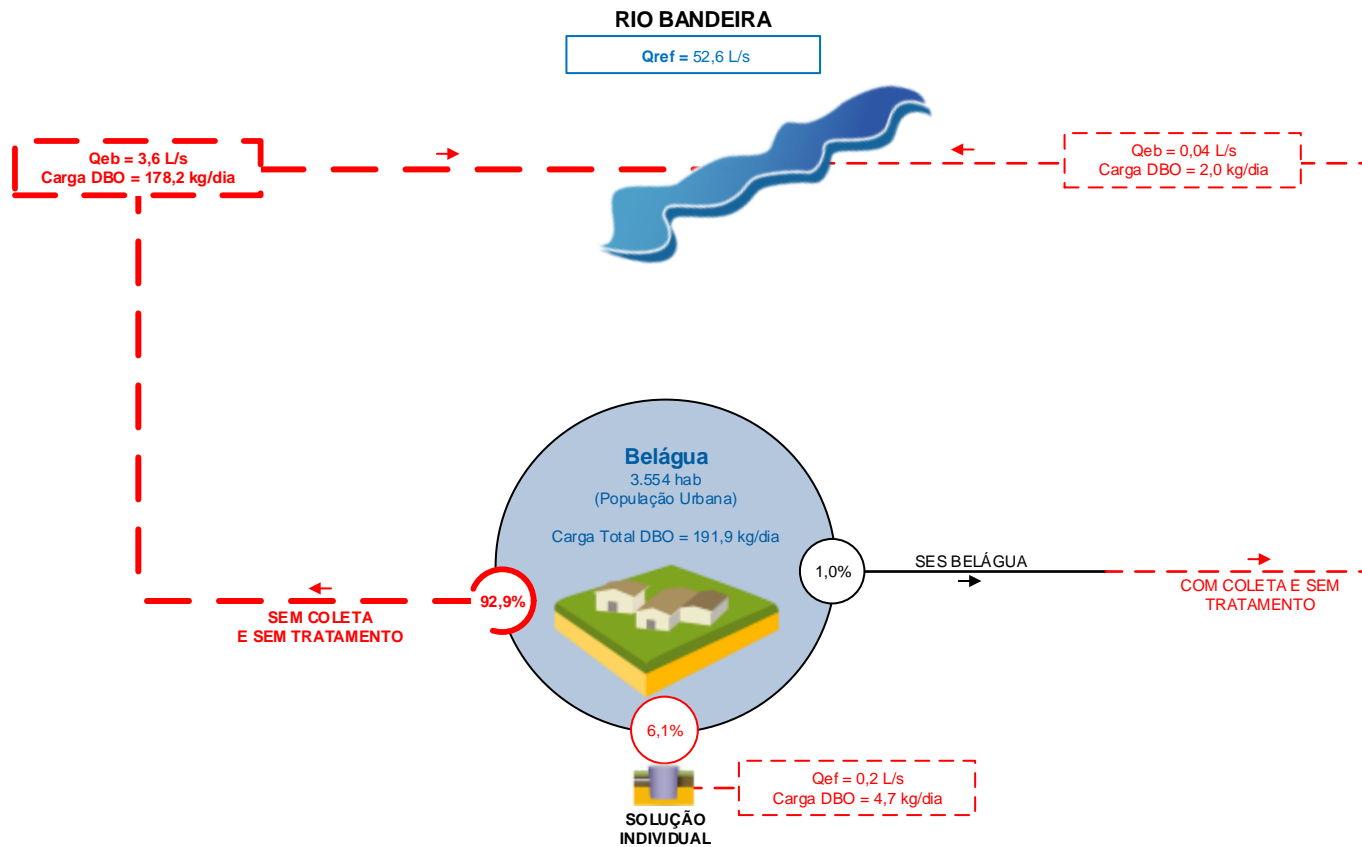 RIO BANDEIRA
Qref = 52,6 L/s
Qeb = 3,6 L/s
Carga DBO = 178,2 kg/dia
Qeb = 0,04 L/s
Carga DBO = 2,0 kg/dia
Belágua
3.554 hab
(População Urbana)
Carga Total DBO = 191,9 kg/dia
1,0%
SES BELÁGUA
COM COLETA E SEM
TRATAMENTO
92,9%
SEM COLETA
E SEM TRATAMENTO
6,1%
Qef = 0,2 L/s
Carga DBO = 4,7 kg/dia
SOLUÇÃO
INDIVIDUAL